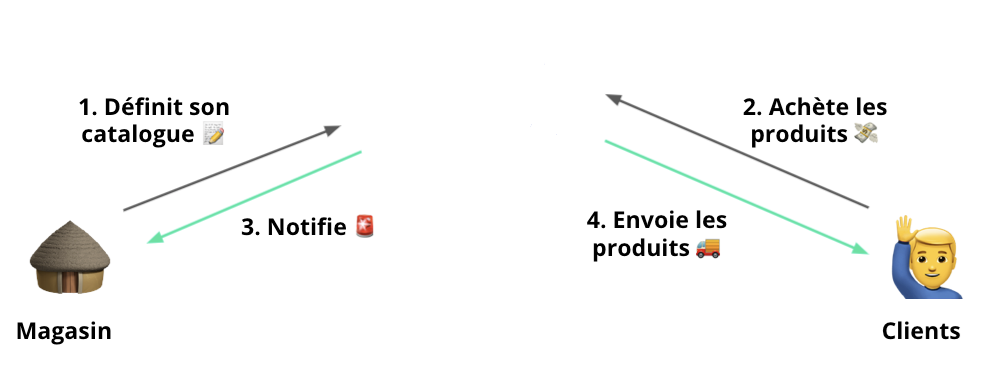 1. Définit son
catalogue 📝
2. Achète les
produits 💸
3. Notifie 🚨
4. Envoie les
produits 🚚
Magasin
Clients